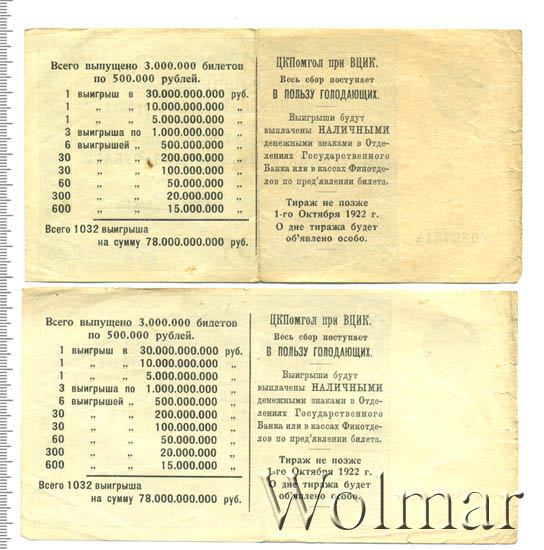 Всего выпущено 3.000.000 билетов
по 500.000 рублей.
1 выигрыш в 30.000.000.000 руб.
1 „ „ 10.000.000.000 „
1 „ „ 5.000.000.000 „
3 выигрыша по 1.000.000.000 „
6 выигрышей „ 500.000.000 „
30 „ „ 200.000.000 „
30 „ „ 100.000.000 „
60 „ „ 50.000.000 „
300 „ „ 20.000.000 „
600 „ „ 15.000.000 „
Всего 1032 выигрыша
на сумму 78.000.000.000 руб.
ЦКПомгол при ВЦИК.
Весь сбор поступает
В ПОЛЬЗУ ГОЛОДАЮЩИХ.
Выигрыши будут
выплачены НАЛИЧНЫМИ
денежными знаками в Отде-
лениях Государственного
Банка или в кассах Финотде-
лов по пред'явлении билета.
Тираж не позже
1-го Октября 1922 г.
О дне тиража будет
об'явлено особо.
Всего выпущено 3.000.000 билетов
по 500.000 рублей.
1 выигрыш в 30.000.000.000 руб.
1 „ „ 10.000.000.000 „
1 „ „ 5.000.000.000 „
3 выигрыша по 1.000.000.000 „
6 выигрышей „ 500.000.000 „
30 „ „ 200.000.000 „
30 „ „ 100.000.000 „
60 „ „ 50.000.000 „
300 „ „ 20.000.000 „
600 „ „ 15.000.000 „
Всего 1032 выигрыша
на сумму 78.000.000.000 руб.
ЦКПомгол при ВЦИК.
Весь сбор поступает
В ПОЛЬЗУ ГОЛОДАЮЩИХ.
Выигрыши будут
выплачены НАЛИЧНЫМИ
денежными знаками в Отде-
лениях Государственного
Банка или в кассах Финотде-
лов по пред'явлении билета.
Тираж не позже
1-го Октября 1922 г.
О дне тиража будет
об'явлено особо.
Wolmar